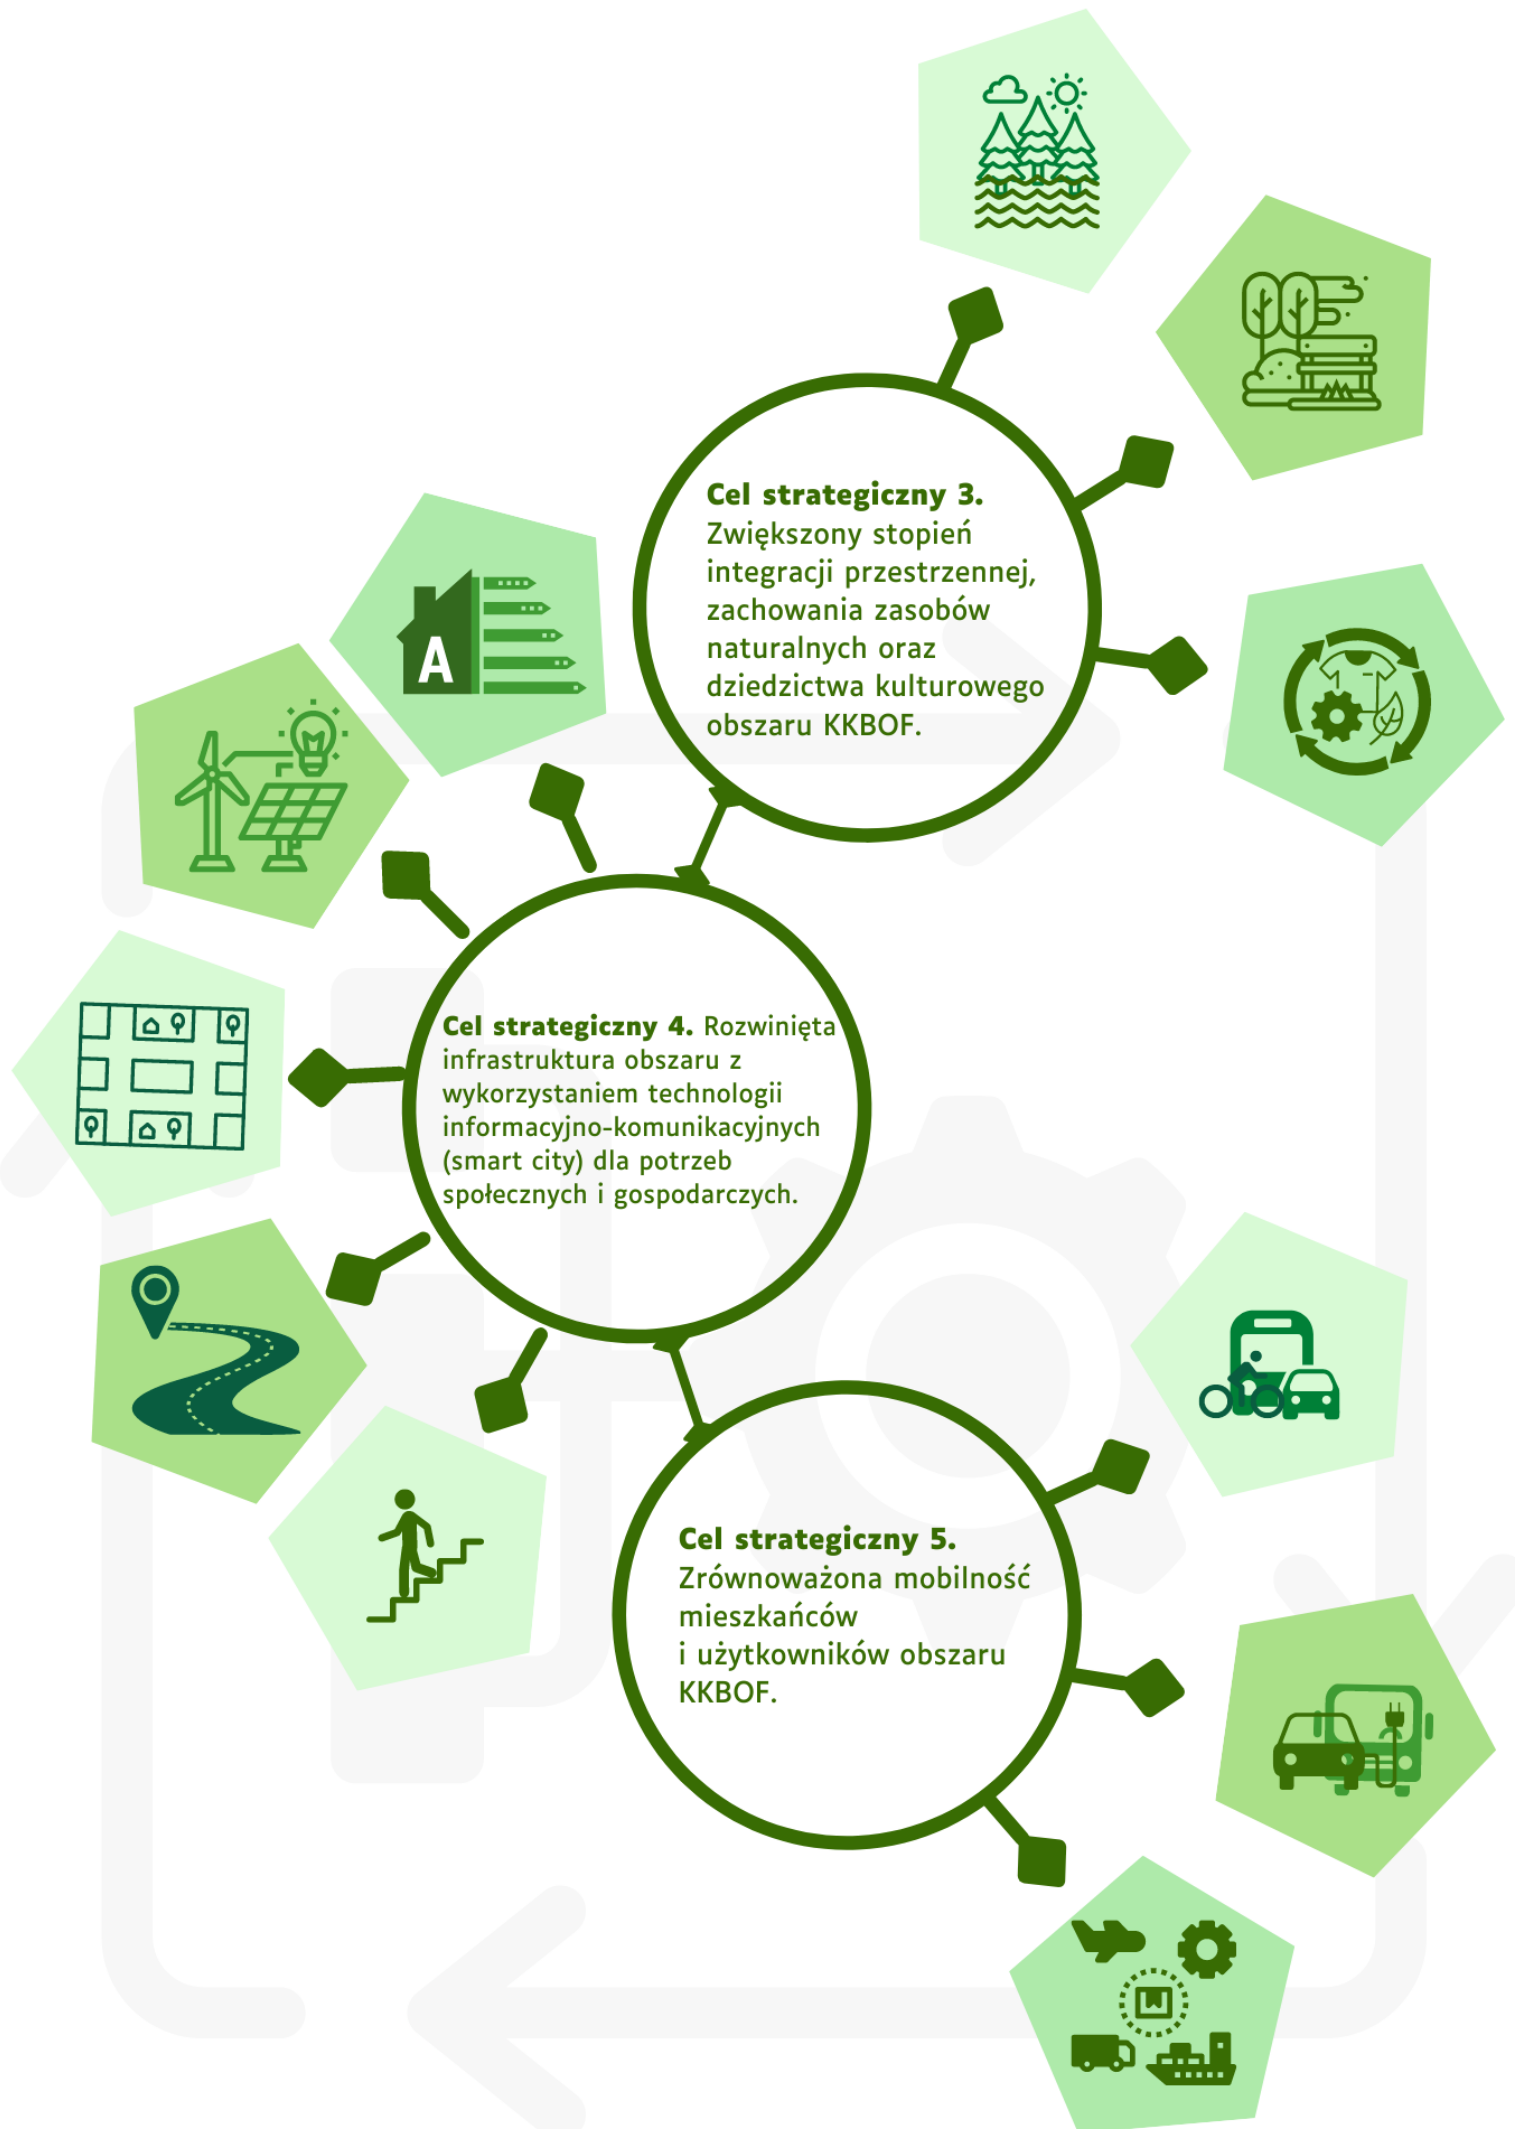 Cel strategiczny 3.
Zwiększony stopień
integracji przestrzennej,
zachowania zasobów
naturalnych oraz
dziedzictwa kulturowego
obszaru KKBOF.
A
Cel strategiczny 4. Rozwinięta
infrastruktura obszaru z
wykorzystaniem technologii
informacyjno-komunikacyjnych
(smart city) dla potrzeb
społecznych i gospodarczych.
Cel strategiczny 5.
Zrównoważona mobilność
mieszkańców
i użytkowników obszaru
KKBOF.